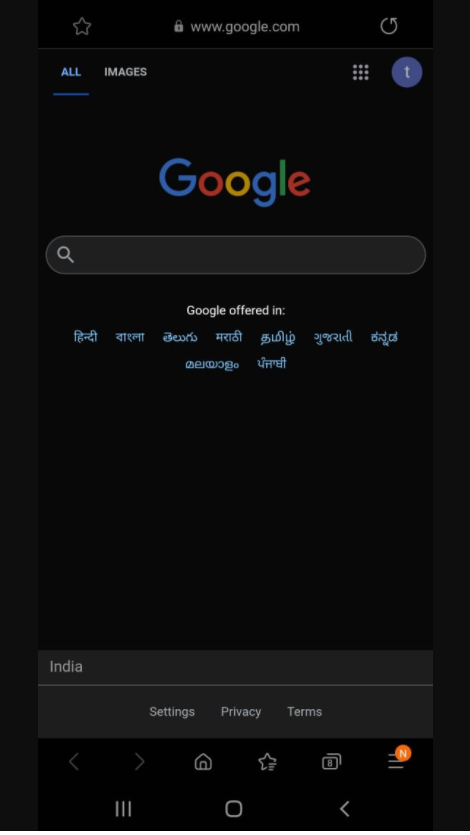 www.google.com
ALL IMAGES
t
Google
Google offered in:
हिन्दी বাংলা తెలుగు मराठी தமிழ் ગુજરાતી ಕನ್ನಡ
മലയാളം ਪੰਜਾਬੀ
India
Settings Privacy Terms
8 N